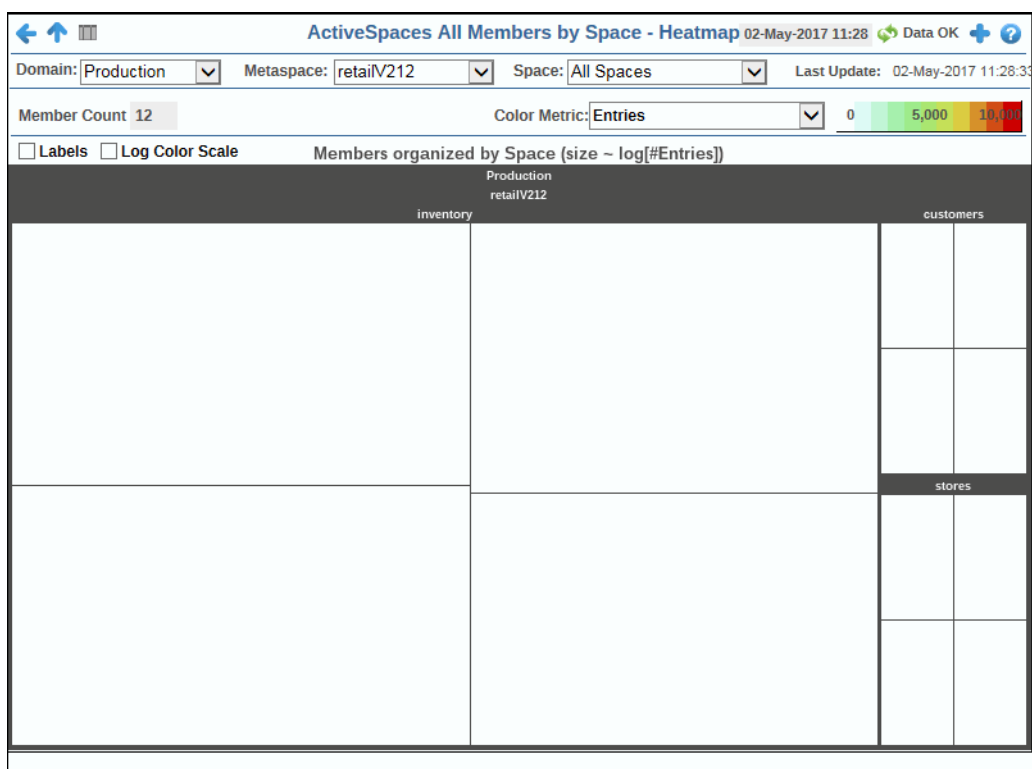 ActiveSpaces All Members by Space - Heatmap 02-May-2017 11:28 Data OK
Domain: Production Metaspace: retailV212 Space: All Spaces Last Update: 02-May-2017 11:28:33
Member Count 12 Color Metric: Entries 0 5,000 10,000
Labels Log Color Scale Members organized by Space (size ~ log[#Entries])
Production
retailV212
inventory customers
stores